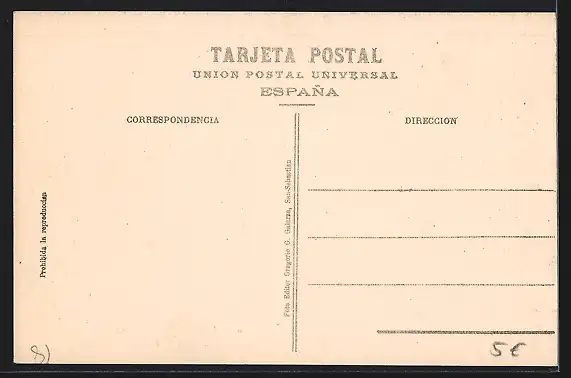 TARJETA POSTAL
UNION POSTAL UNIVERSAL
ESPAÑA
CORRESPONDENCIA
DIRECCION
Prohibida la reproducción
Foto Editor Gregorio G. Galarza, San-Sebastián
5€